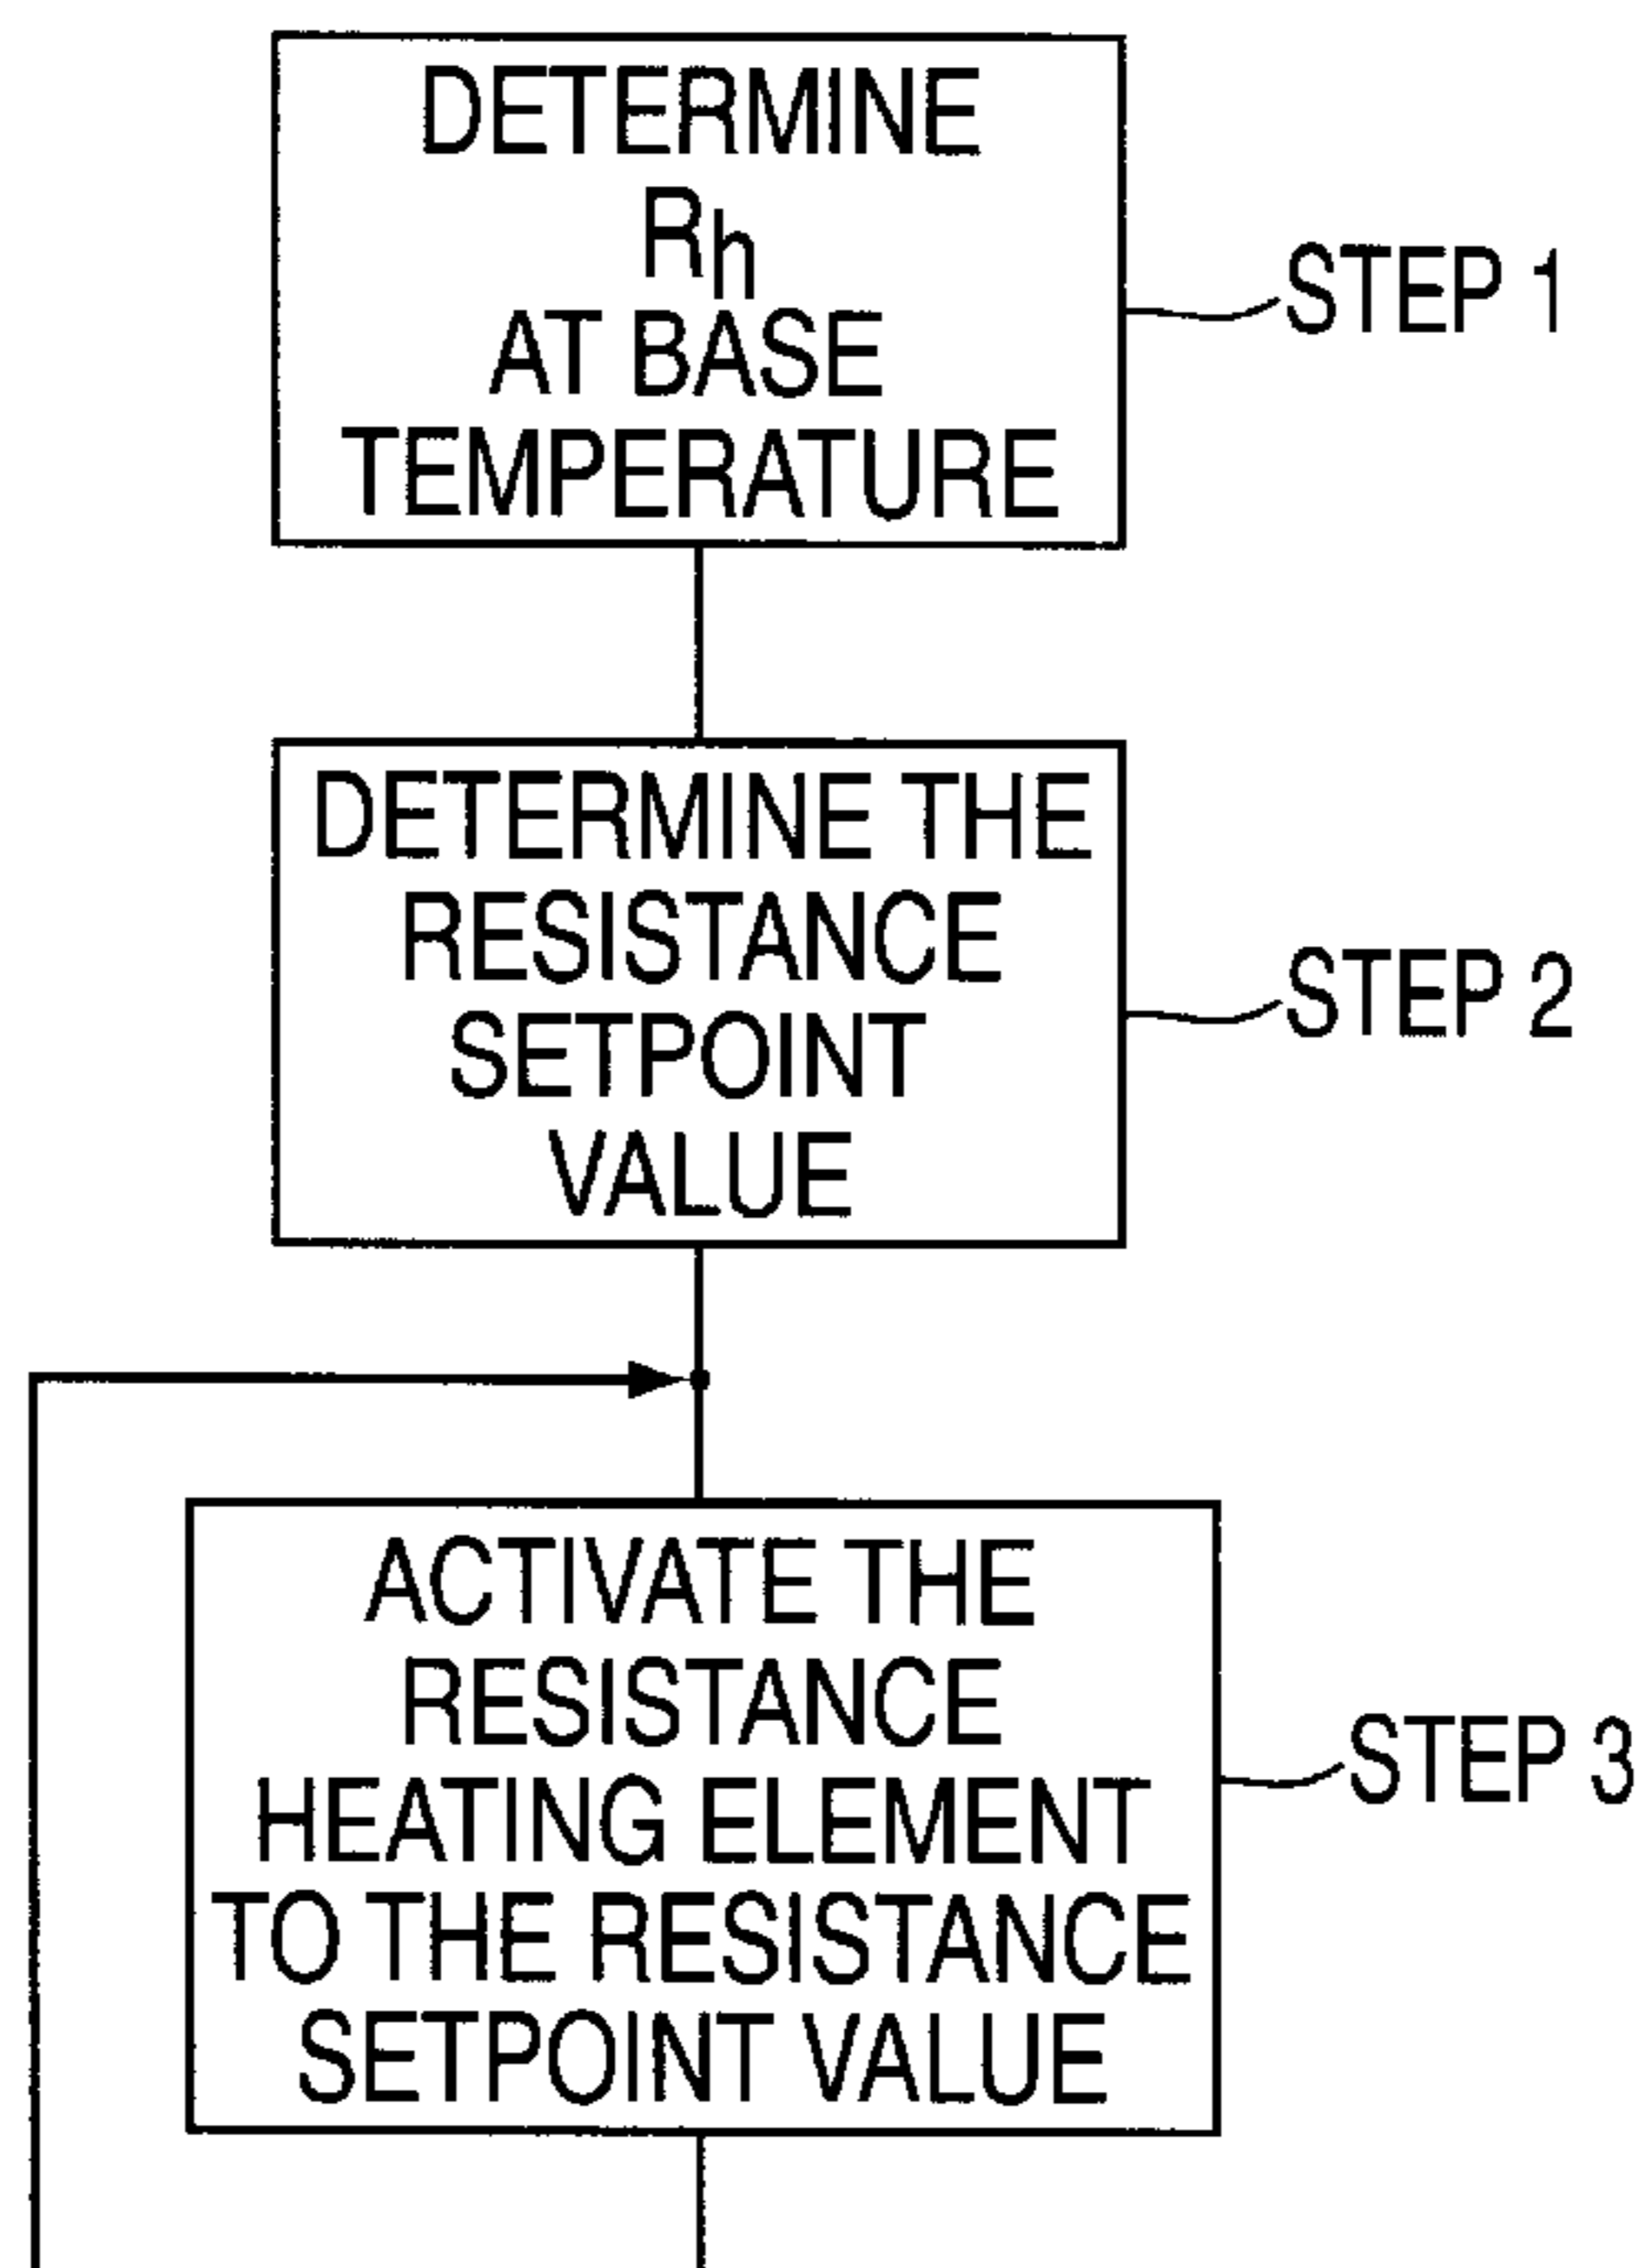 DETERMINE
Rh
AT BASE
TEMPERATURE
STEP 1
DETERMINE THE
RESISTANCE
SETPOINT
VALUE
STEP 2
ACTIVATE THE
RESISTANCE
HEATING ELEMENT
TO THE RESISTANCE
SETPOINT VALUE
STEP 3